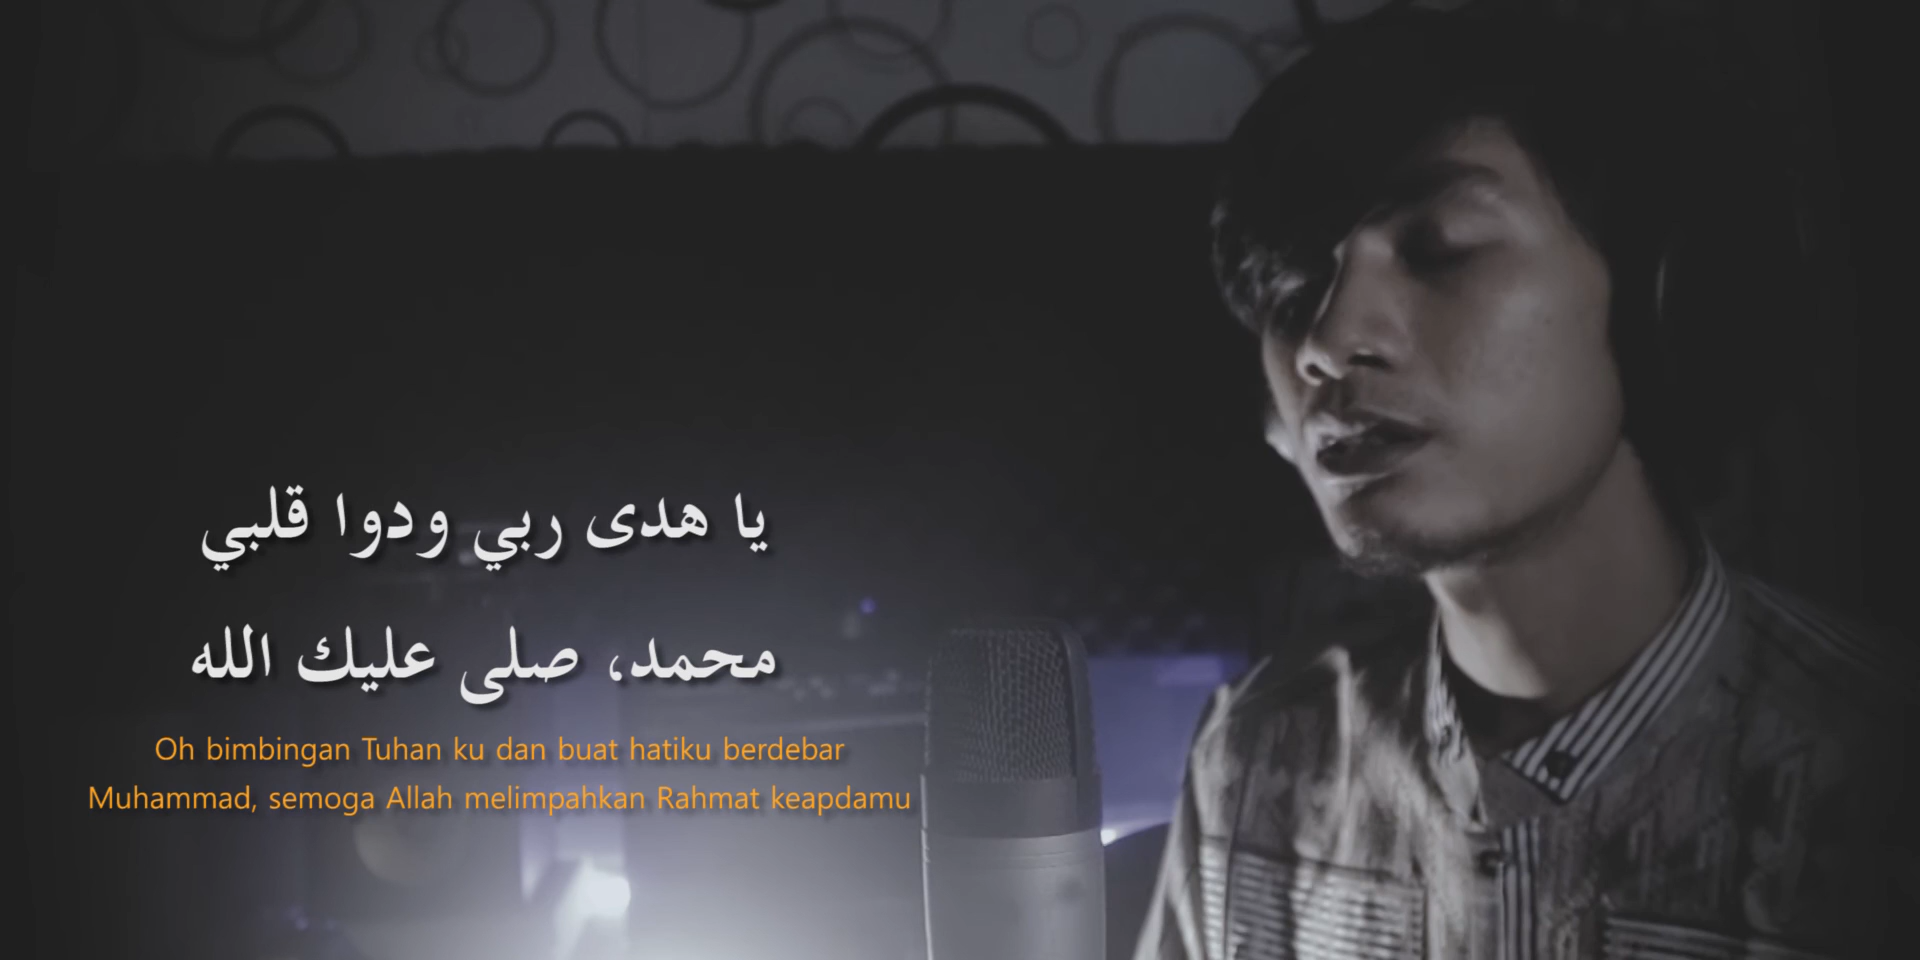 يا هدى ربي ودوا قلبي
محمد، صلى عليك الله
Oh bimbingan Tuhan ku dan buat hatiku berdebar
Muhammad, semoga Allah melimpahkan Rahmat keapdamu